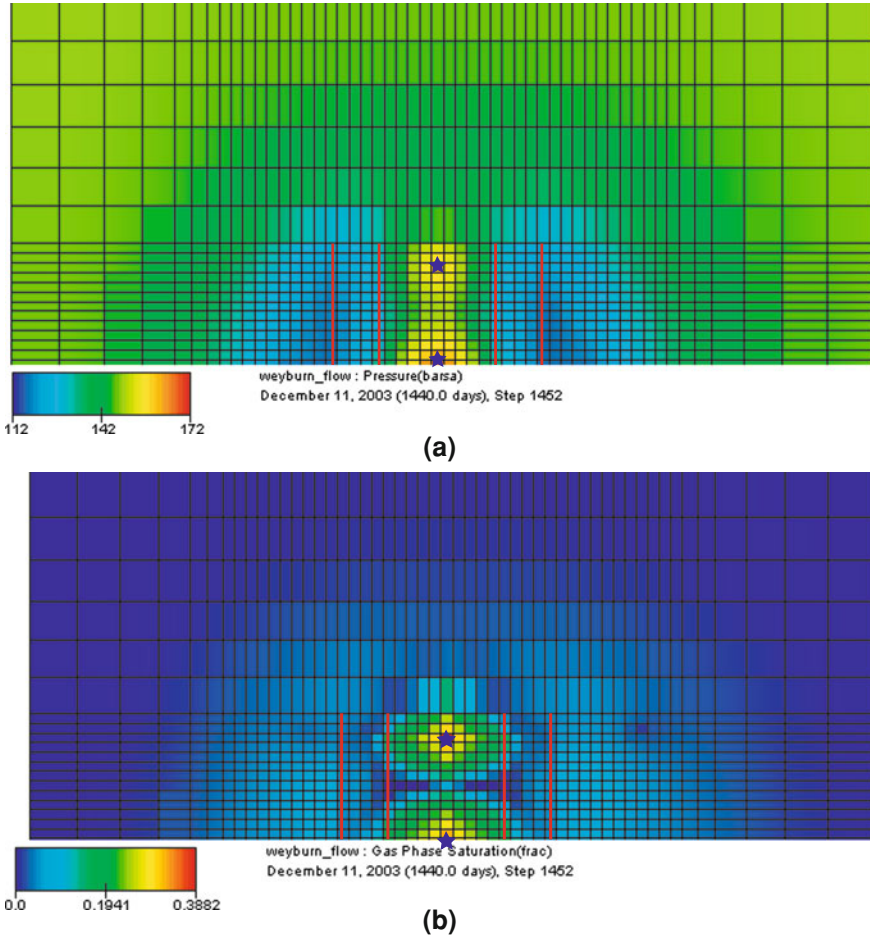 weyburn_flow : Pressure(barsa)
December 11, 2003 (1440.0 days), Step 1452
112 142 172
(a)
weyburn_flow : Gas Phase Saturation(frac)
December 11, 2003 (1440.0 days), Step 1452
0.0 0.1941 0.3882
(b)